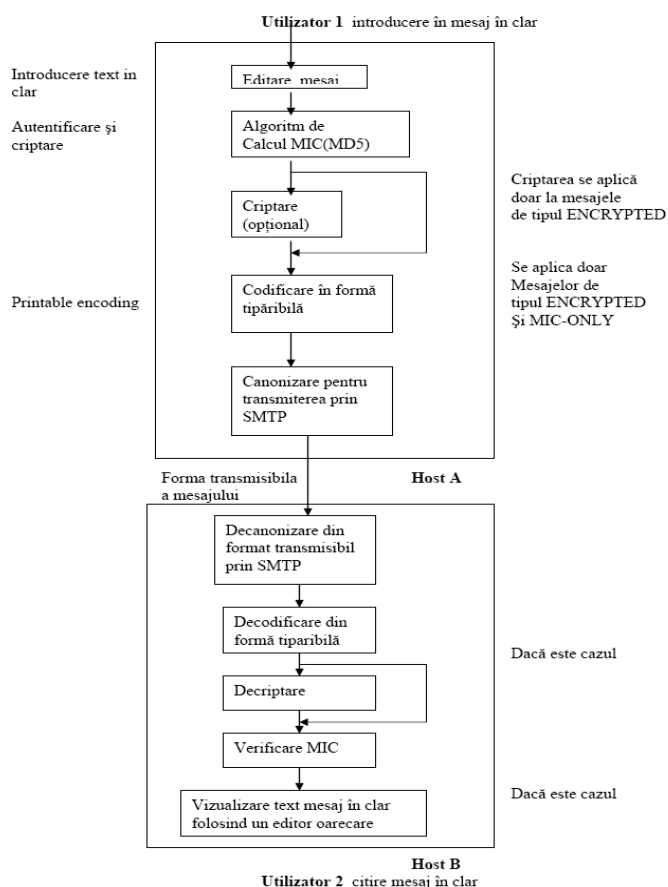 Utilizator 1 introducere în mesaj în clar
Introducere text in
clar
Editare mesaj
Autentificare şi
criptare
Algoritm de
Calcul MIC(MD5)
Criptare
(opţional)
Criptarea se aplică
doar la mesajele
de tipul ENCRYPTED
Printable encoding
Codificare în formă
tipăribilă
Se aplica doar
Mesajelor de
tipul ENCRYPTED
Şi MIC-ONLY
Canonizare pentru
transmiterea prin
SMTP
Forma transmisibila
a mesajului
Host A
Decanonizare din
format transmisibil
prin SMTP
Decodificare din
formă tiparibilă
Dacă este cazul
Decriptare
Verificare MIC
Vizualizare text mesaj în clar
folosind un editor oarecare
Dacă este cazul
Host B
Utilizator 2 citire mesaj în clar